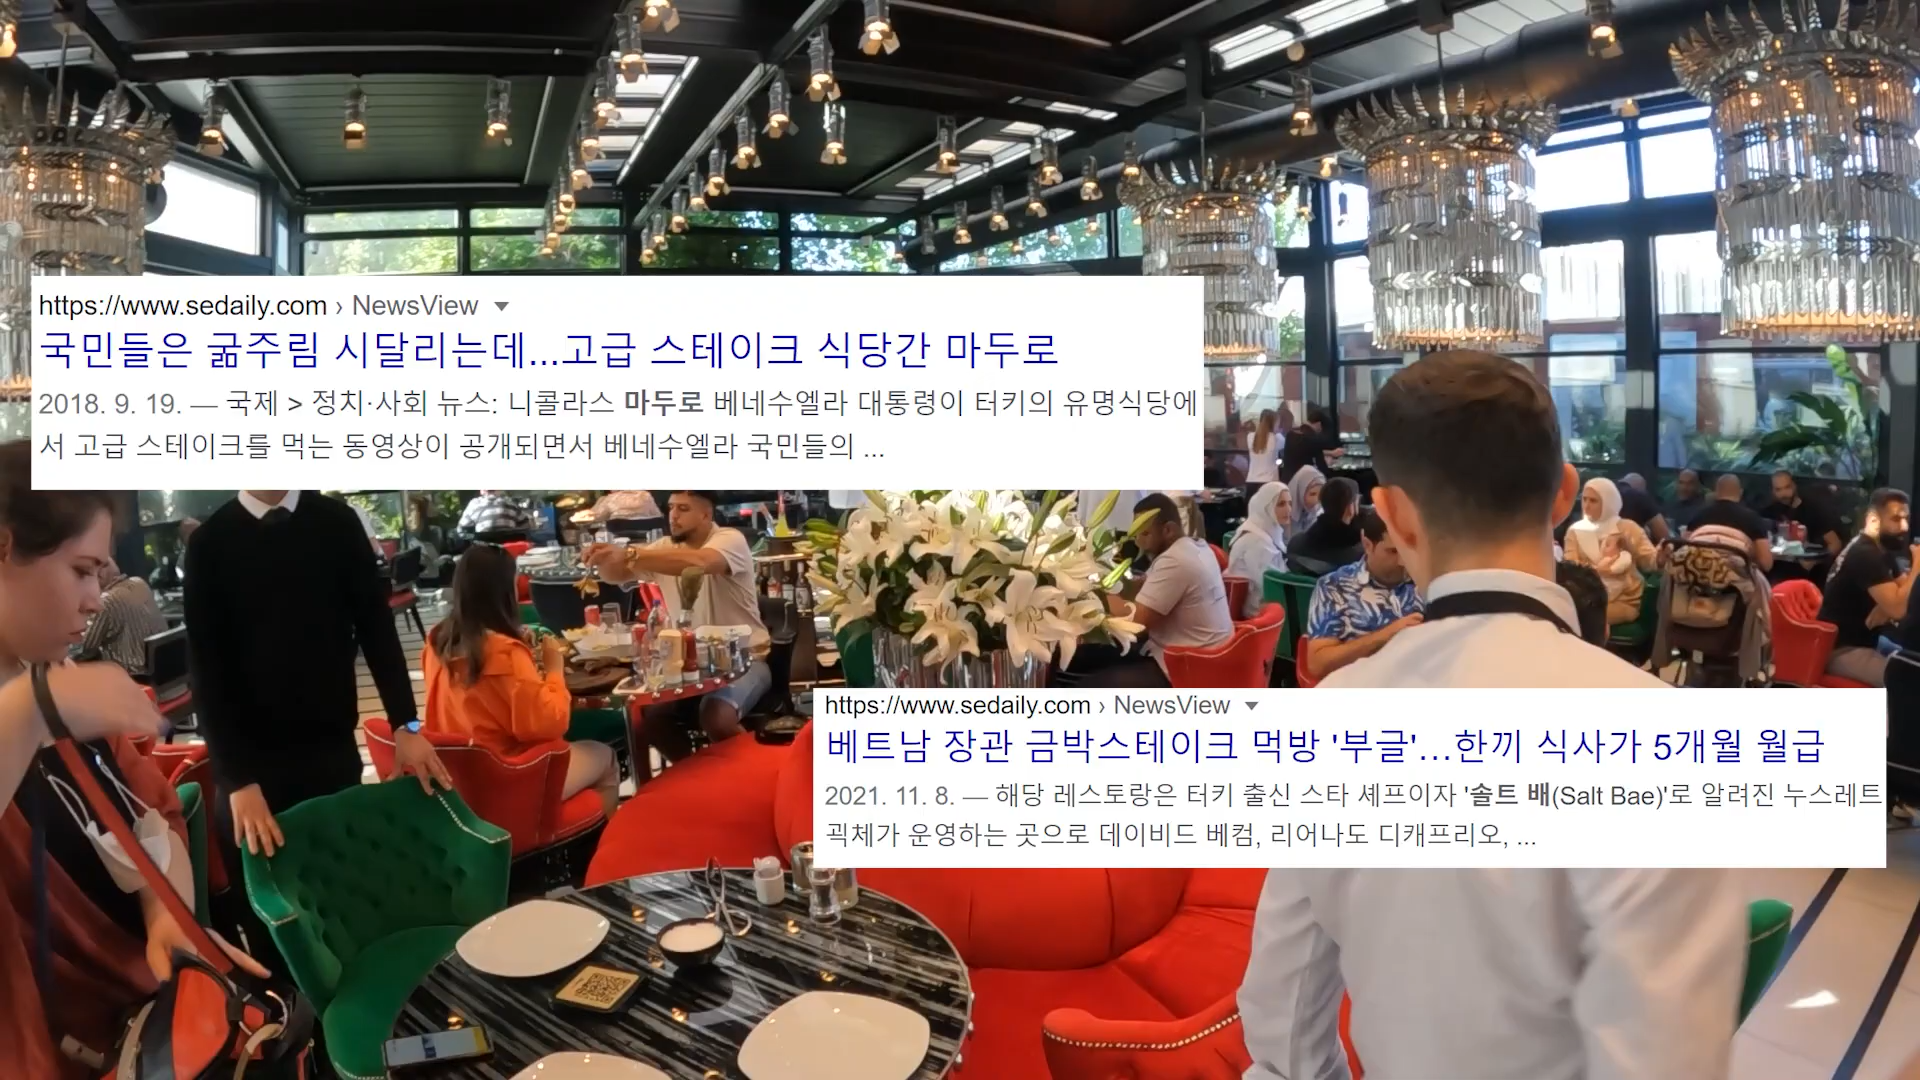 https://www.sedaily.com › NewsView
국민들은 굶주림 시달리는데...고급 스테이크 식당간 마두로
2018. 9. 19. — 국제 > 정치·사회 뉴스: 니콜라스 마두로 베네수엘라 대통령이 터키의 유명식당에
서 고급 스테이크를 먹는 동영상이 공개되면서 베네수엘라 국민들의 ...
https://www.sedaily.com › NewsView
베트남 장관 금박스테이크 먹방 '부글'...한끼 식사가 5개월 월급
2021. 11. 8. — 해당 레스토랑은 터키 출신 스타 셰프이자 '솔트 배(Salt Bae)'로 알려진 누스레트
괵체가 운영하는 곳으로 데이비드 베컴, 리어나도 디캐프리오, ...